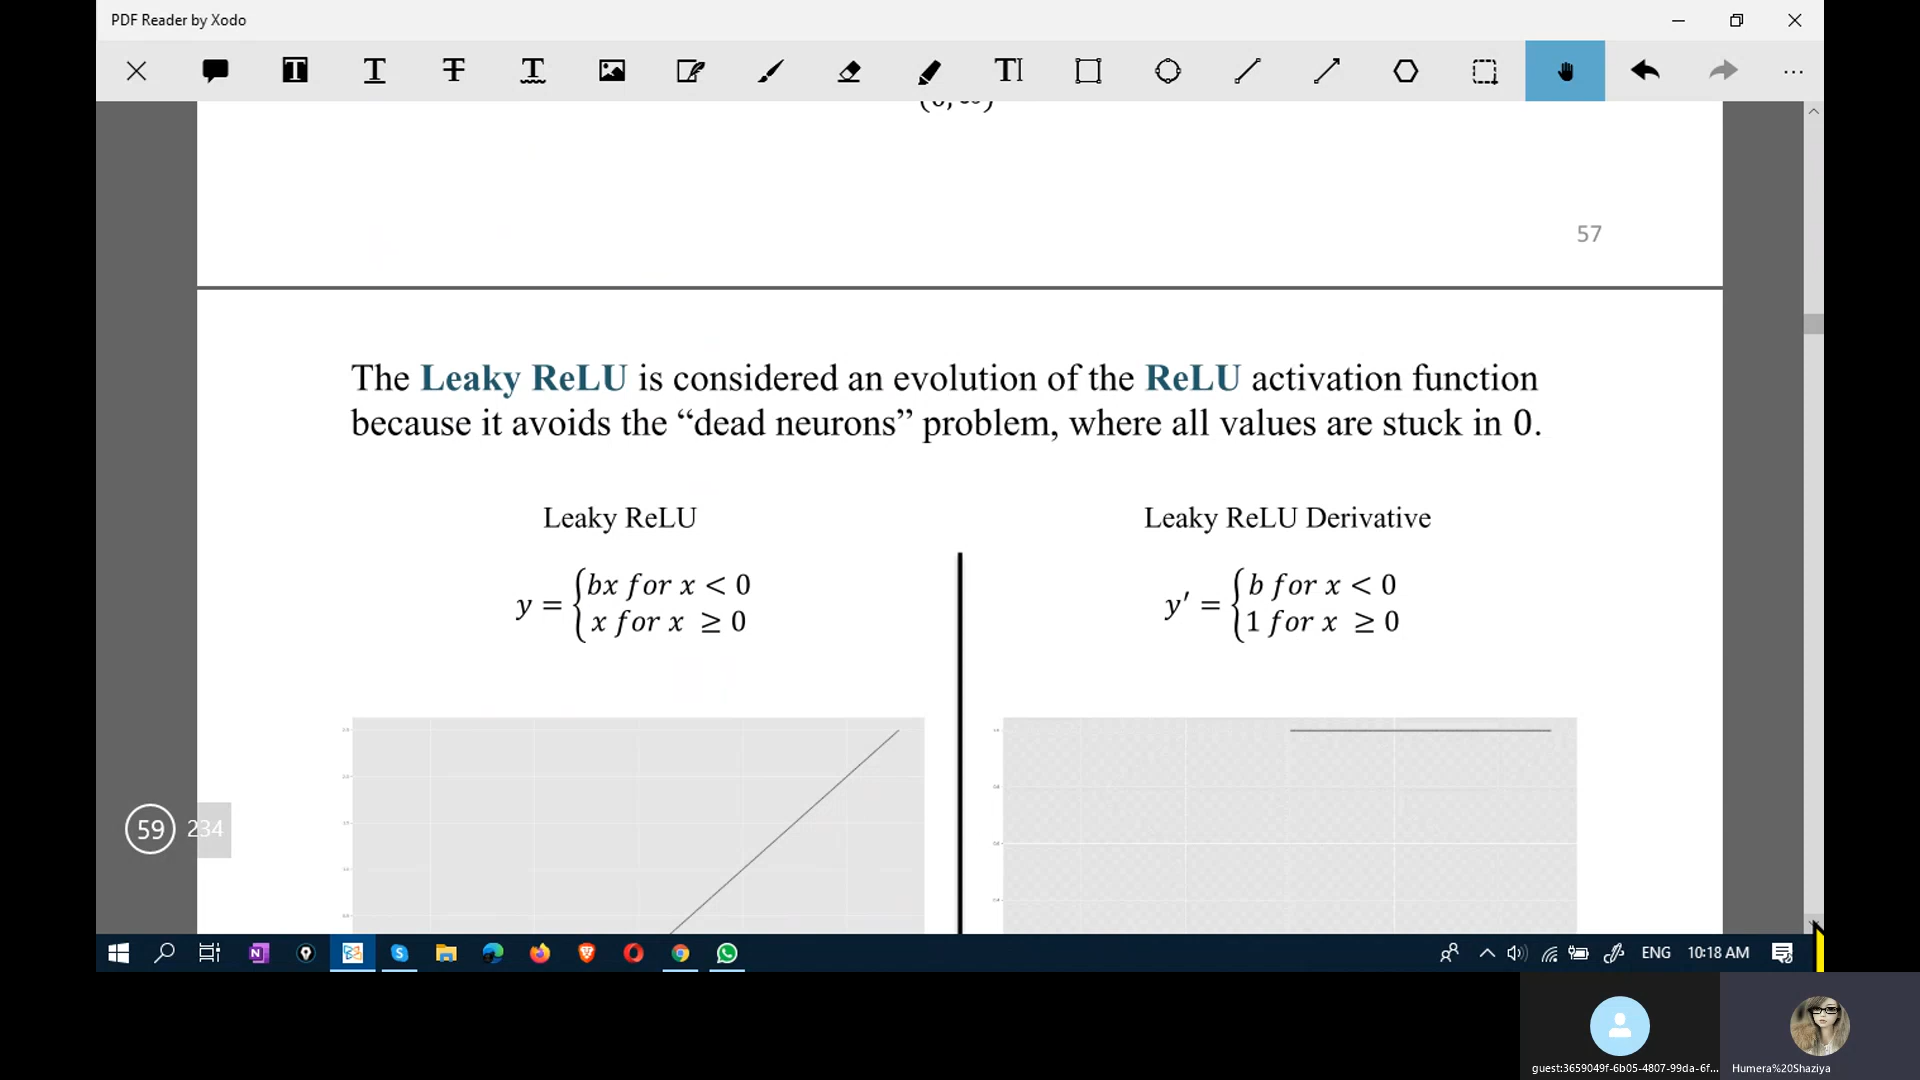 PDF Reader by Xodo
57
The Leaky ReLU is considered an evolution of the ReLU activation function
because it avoids the “dead neurons” problem, where all values are stuck in 0.
Leaky ReLU
Leaky ReLU Derivative
y = { bx for x < 0
x for x ≥ 0
y′ = { b for x < 0
1 for x ≥ 0
59 234
ENG 10:18 AM
guest:3659049f-6b05-4807-99da-6f...
Humera%20Shaziya